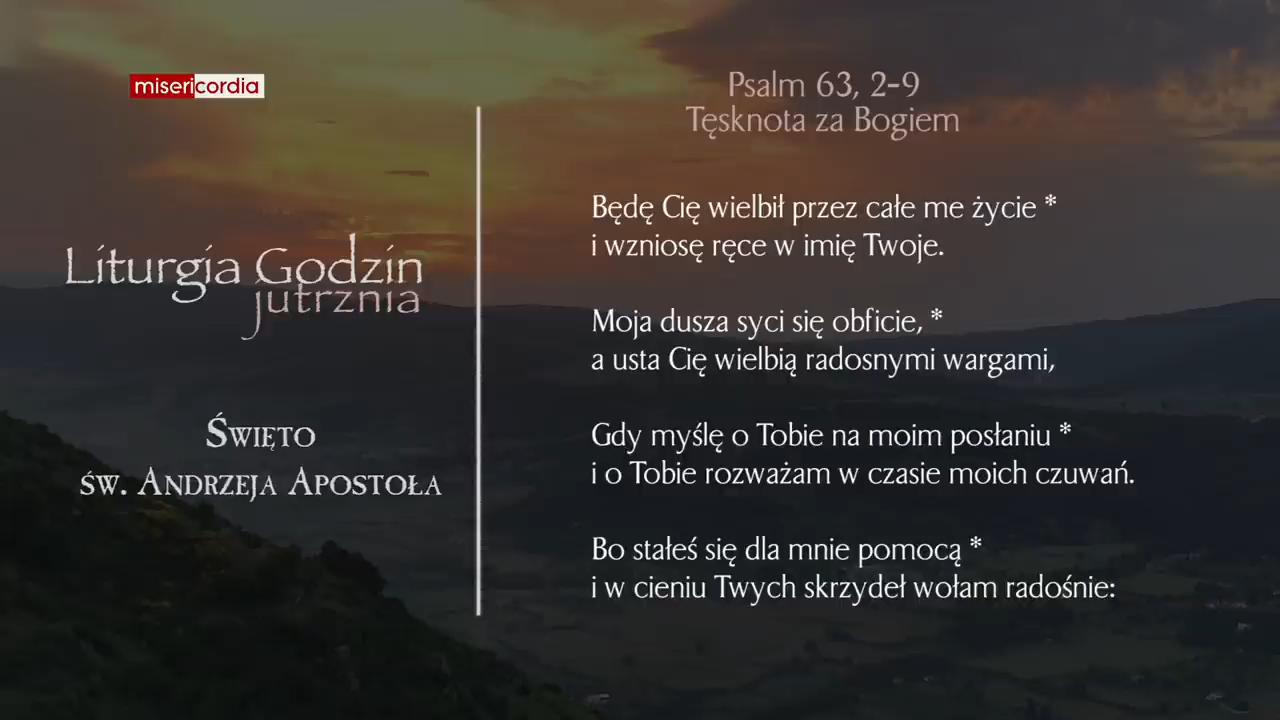 misericordia
Liturgia Godzin
jutrznia
Święto
św. Andrzeja Apostoła
Psalm 63, 2-9
Tęsknota za Bogiem
Będę Cię wielbił przez całe me życie *
i wzniosę ręce w imię Twoje.
Moja dusza syci się obficie, *
a usta Cię wielbią radosnymi wargami,
Gdy myślę o Tobie na moim posłaniu *
i o Tobie rozważam w czasie moich czuwań.
Bo stałeś się dla mnie pomocą *
i w cieniu Twych skrzydeł wołam radośnie: